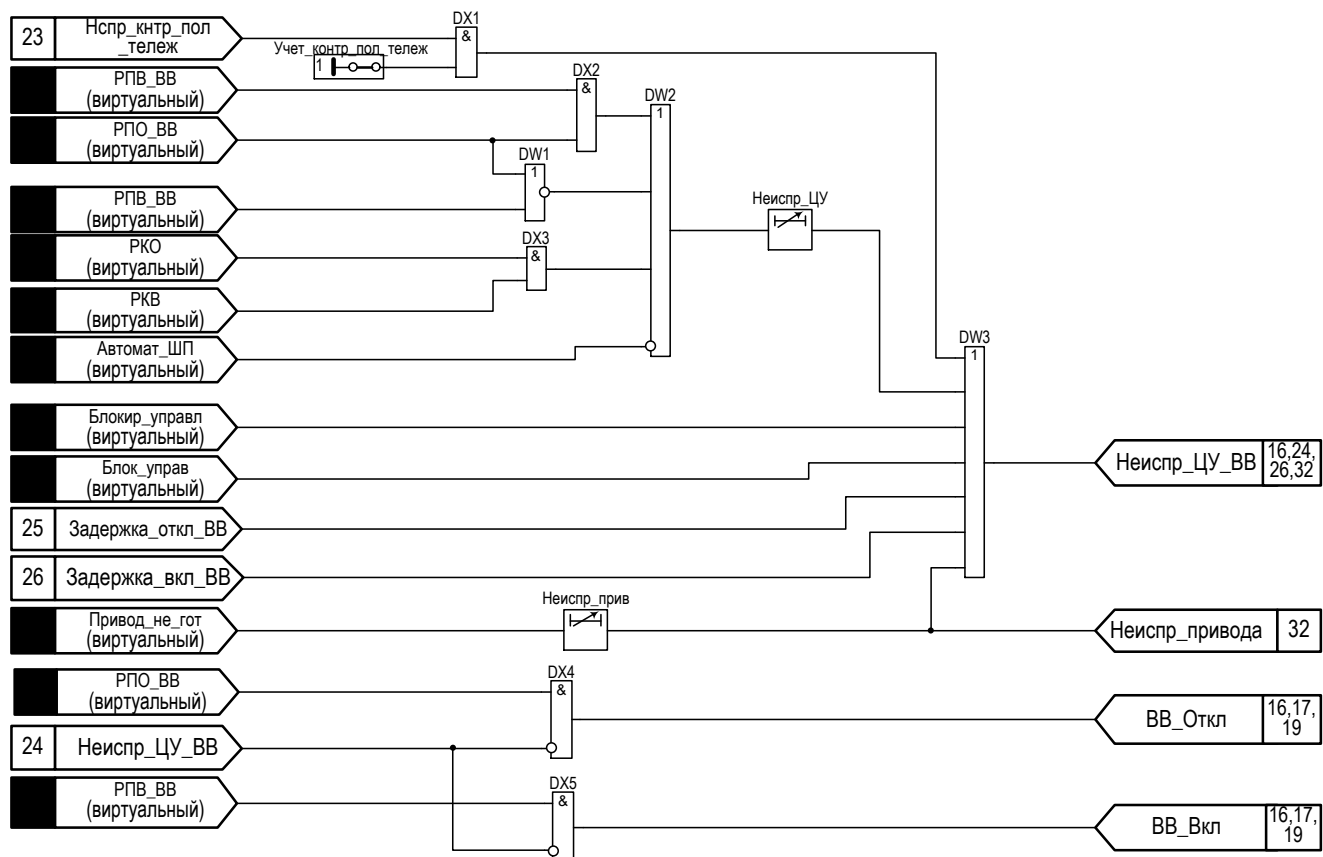 DX1
23
Нспр_кнтр_пол
_тележ
&
Учет_контр_пол_тележ
1
DX2
РПВ_ВВ
(виртуальный)
&
DW2
1
РПО_ВВ
(виртуальный)
DW1
1
РПВ_ВВ
(виртуальный)
Неиспр_ЦУ
DX3
РКО
(виртуальный)
&
РКВ
(виртуальный)
Автомат_ШП
(виртуальный)
DW3
1
Блокир_управл
(виртуальный)
Блок_управ
(виртуальный)
Неиспр_ЦУ_ВВ
16,24,
26,32
25
Задержка_откл_ВВ
26
Задержка_вкл_ВВ
Неиспр_прив
Привод_не_гот
(виртуальный)
Неиспр_привода
32
DX4
РПО_ВВ
(виртуальный)
&
ВВ_Откл
16,17,
19
24
Неиспр_ЦУ_ВВ
DX5
РПВ_ВВ
(виртуальный)
&
ВВ_Вкл
16,17,
19